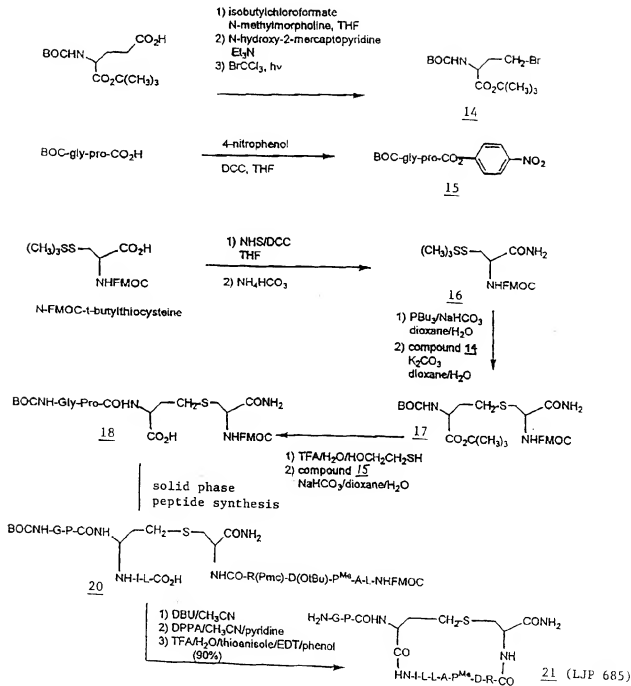 1) isobutylchloroformate
N-methylmorpholine, THF
2) N-hydroxy-2-mercaptopyridine
Et3N
3) BrCCl3, hν
CO2H
BOCHN
CO2C(CH3)3
CH2-Br
BOCHN
CO2C(CH3)3
14
BOC-gly-pro-CO2H
4-nitrophenol
DCC, THF
BOC-gly-pro-CO2
NO2
15
(CH3)3SS
CO2H
NHFMOC
N-FMOC-t-butylthiocysteine
1) NHS/DCC
THF
2) NH4HCO3
(CH3)3SS
CONH2
NHFMOC
16
1) PBu3/NaHCO3
dioxane/H2O
2) compound 14
K2CO3
dioxane/H2O
BOCNH-Gly-Pro-COHN
CH2-S
CONH2
CO2H
NHFMOC
18
BOCHN
CH2-S
CONH2
CO2C(CH3)3
NHFMOC
17
1) TFA/H2O/HOCH2CH2SH
2) compound 15
NaHCO3/dioxane/H2O
solid phase
peptide synthesis
BOCNH-G-P-CONH
CH2-S
CONH2
NH-I-L-CO2H
NHCO-R(Pmc)-D(OtBu)-PMe-A-L-NHFMOC
20
1) DBU/CH3CN
2) DPPA/CH3CN/pyridine
3) TFA/H2O/thioanisole/EDT/phenol
(90%)
H2N-G-P-COHN
CH2-S
CONH2
CO
NH
HN-I-L-L-A-PMe-D-R-CO
21 (LJP 685)